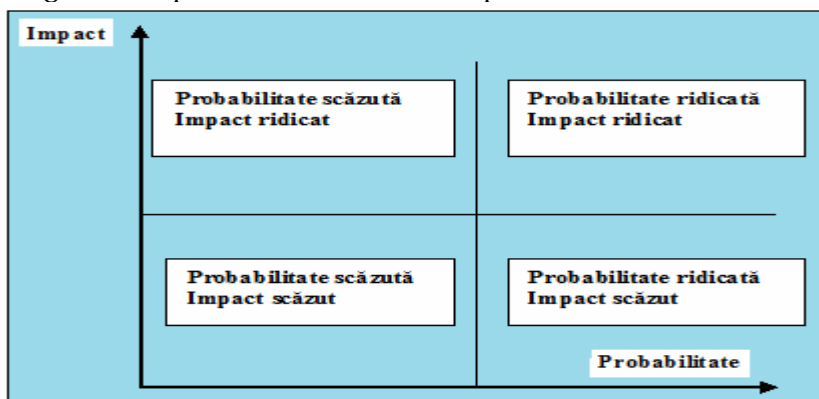 Impact
Probabilitate scăzută
Impact ridicat
Probabilitate ridicată
Impact ridicat
Probabilitate scăzută
Impact scăzut
Probabilitate ridicată
Impact scăzut
Probabilitate